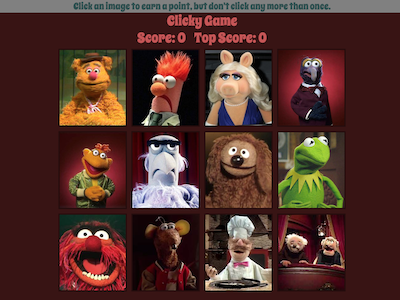 Click an image to earn a point, but don't click any more than once.
Clicky Game
Score: 0 Top Score: 0